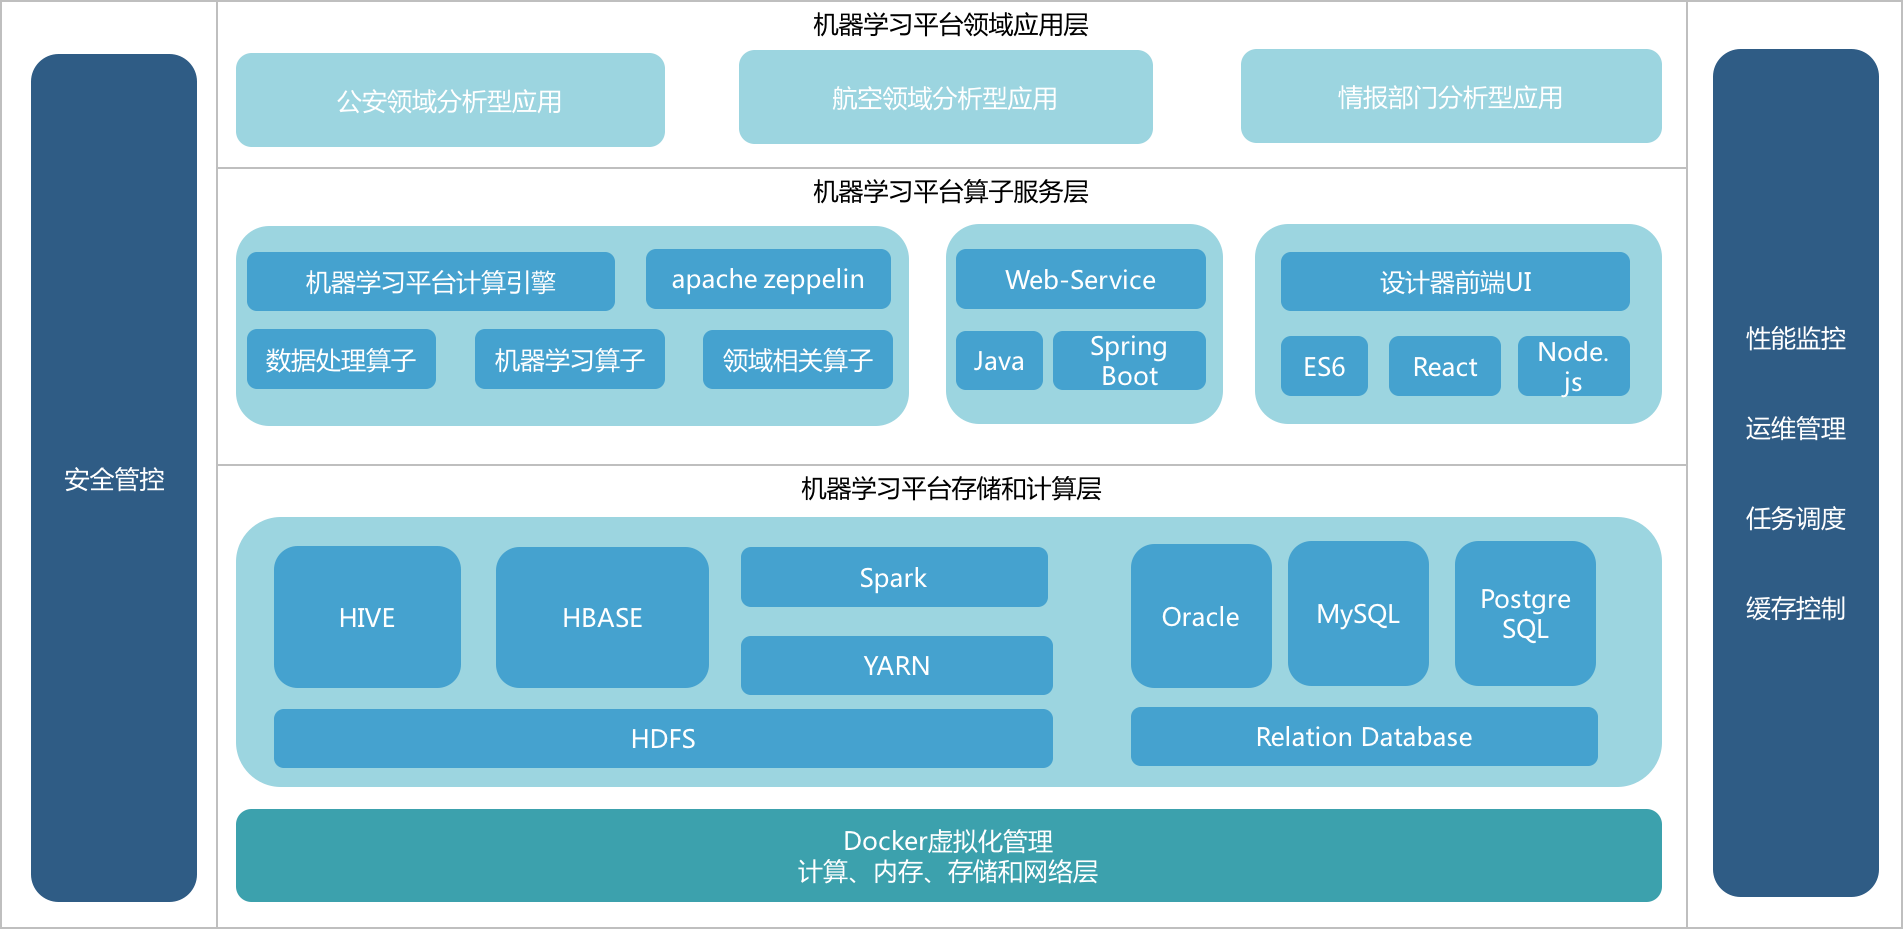 机器学习平台领域应用层
公安领域分析型应用
航空领域分析型应用
情报部门分析型应用
机器学习平台算子服务层
机器学习平台计算引擎
apache zeppelin
数据处理算子
机器学习算子
领域相关算子
Web-Service
Java
Spring
Boot
设计器前端UI
ES6
React
Node.
js
机器学习平台存储和计算层
HIVE
HBASE
Spark
YARN
HDFS
Oracle
MySQL
Postgre
SQL
Relation Database
Docker虚拟化管理
计算、内存、存储和网络层
安全管控
性能监控
运维管理
任务调度
缓存控制